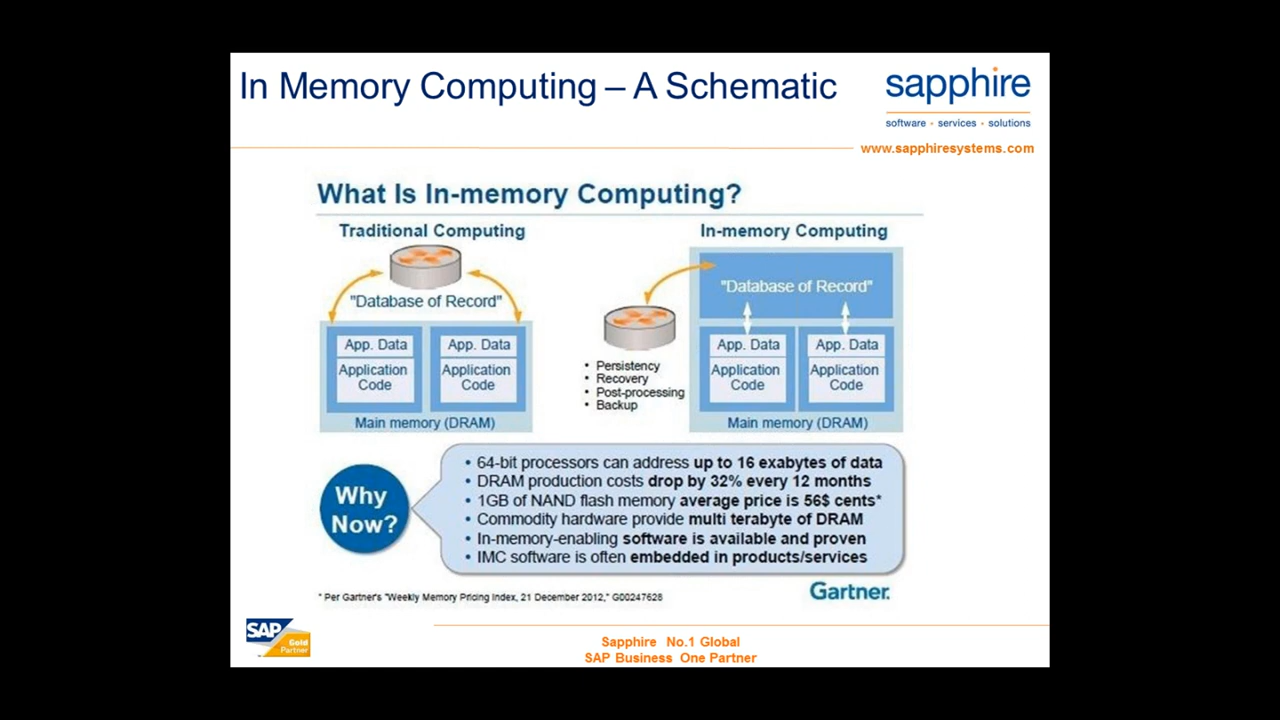 In Memory Computing – A Schematic
sapphire
software • services • solutions
www.sapphiresystems.com
What Is In-memory Computing?
Traditional Computing
"Database of Record"
App. Data
Application
Code
App. Data
Application
Code
Main memory (DRAM)
In-memory Computing
"Database of Record"
• Persistency
• Recovery
• Post-processing
• Backup
App. Data
Application
Code
App. Data
Application
Code
Main memory (DRAM)
Why
Now?
• 64-bit processors can address up to 16 exabytes of data
• DRAM production costs drop by 32% every 12 months
• 1GB of NAND flash memory average price is 56$ cents*
• Commodity hardware provide multi terabyte of DRAM
• In-memory-enabling software is available and proven
• IMC software is often embedded in products/services
* Per Gartner's "Weekly Memory Pricing Index, 21 December 2012," G00247628
Gartner.
SAP
Gold
Partner
Sapphire No.1 Global
SAP Business One Partner